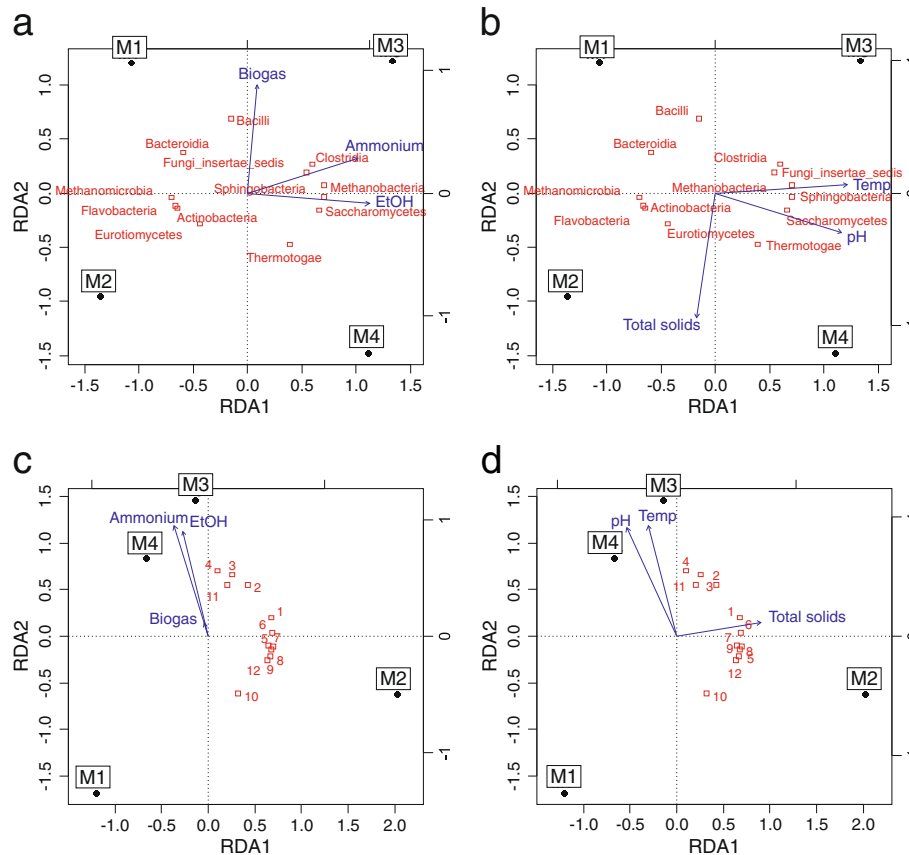 a
M1
M3
Biogas
Bacilli
Bacteroidia
Ammonium
Fungi_insertae_sedis
Clostridia
Methanomicrobia
Sphingobacteria
Methanobacteria
EtOH
Flavobacteria
Actinobacteria
Saccharomycetes
Eurotiomycetes
Thermotogae
M2
M4
RDA2
1.0
0.5
0.0
-0.5
-1.0
-1.5
1
0
-1
-1.5
-1.0
-0.5
0.0
0.5
1.0
1.5
RDA1
b
M1
M3
Bacilli
Bacteroidia
Clostridia
Fungi_insertae_sedis
Methanomicrobia
Methanobacteria
Temp
Sphingobacteria
Flavobacteria
Actinobacteria
Saccharomycetes
Eurotiomycetes
pH
Thermotogae
M2
Total solids
M4
RDA2
1.0
0.5
0.0
-0.5
-1.0
-1.5
-1.5
-1.0
-0.5
0.0
0.5
1.0
1.5
RDA1
c
M3
Ammonium
EtOH
M4
4
3
2
11
Biogas
1
6
5
7
8
9
12
10
M2
M1
RDA2
1.5
1.0
0.5
0.0
-0.5
-1.0
-1.5
1
0
-1
-1.0
0.0
0.5
1.0
1.5
2.0
RDA1
d
M3
pH
Temp
M4
4
2
3
11
1
Total solids
6
7
9
8
5
12
10
M2
M1
RDA2
1.5
1.0
0.5
0.0
-0.5
-1.0
-1.5
-1.0
0.0
0.5
1.0
1.5
2.0
RDA1